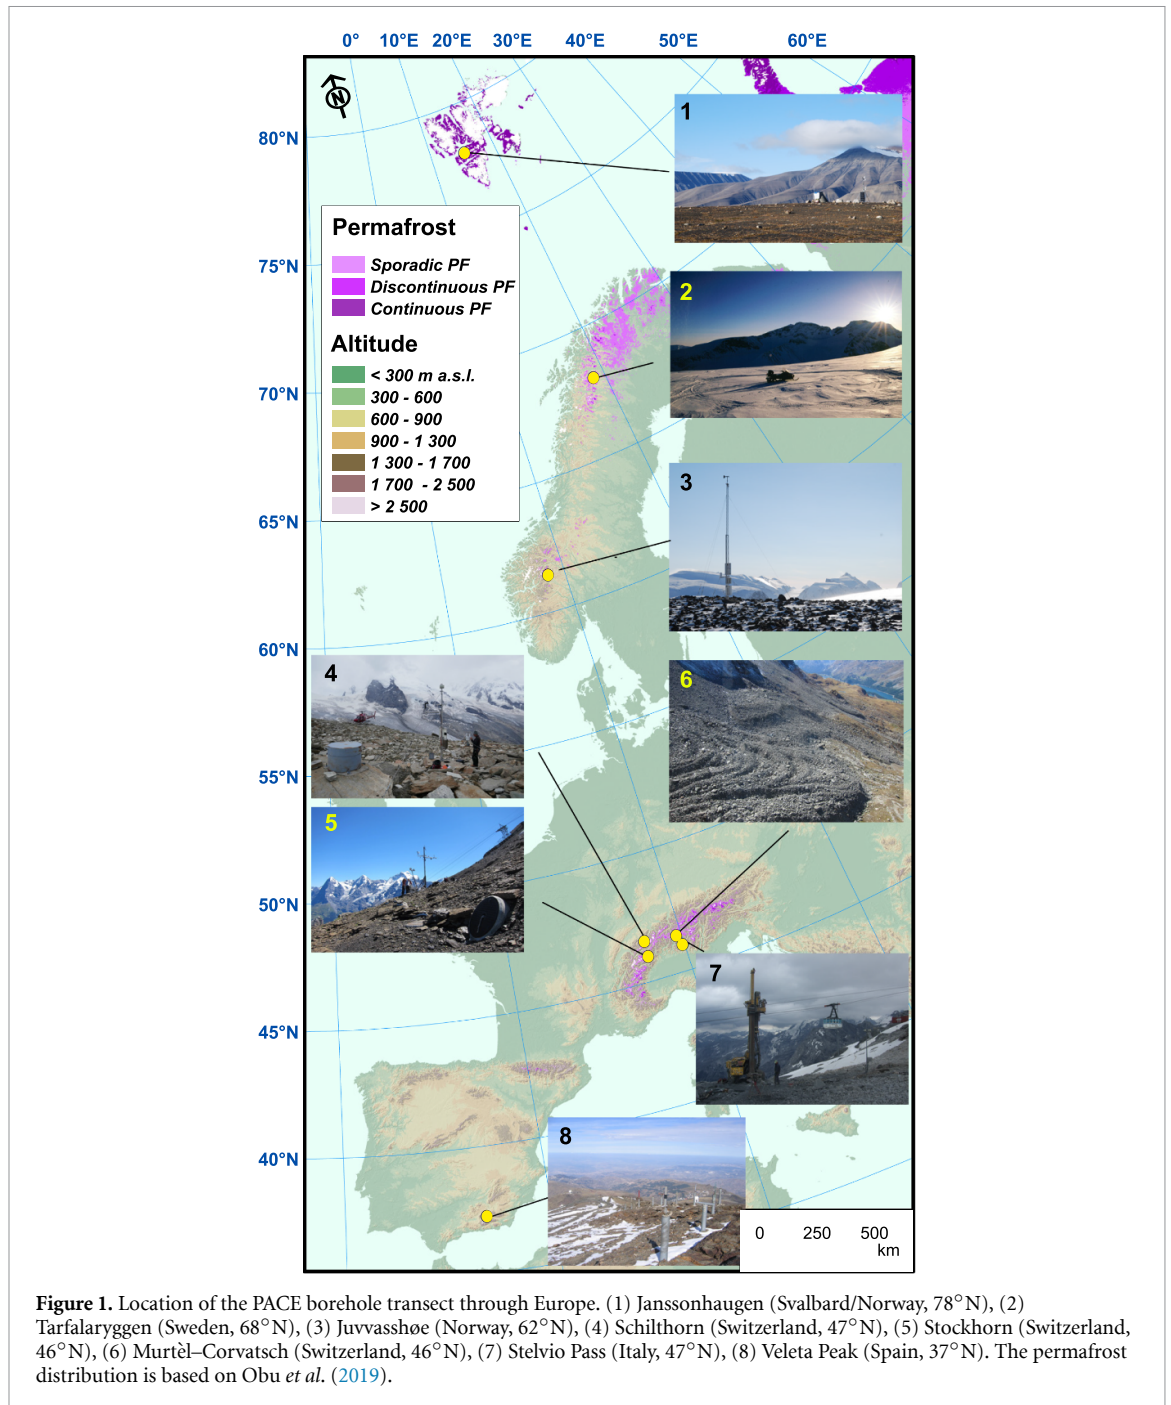 0° 10°E 20°E 30°E 40°E 50°E 60°E
N
80°N
75°N
70°N
65°N
60°N
55°N
50°N
45°N
40°N
Permafrost
Sporadic PF
Discontinuous PF
Continuous PF
Altitude
< 300 m a.s.l.
300 - 600
600 - 900
900 - 1 300
1 300 - 1 700
1 700 - 2 500
> 2 500
1
2
3
4
6
5
7
8
0 250 500
km
Figure 1. Location of the PACE borehole transect through Europe. (1) Janssonhaugen (Svalbard/Norway, 78°N), (2)
Tarfalaryggen (Sweden, 68°N), (3) Juvvasshøe (Norway, 62°N), (4) Schilthorn (Switzerland, 47°N), (5) Stockhorn (Switzerland,
46°N), (6) Murtèl–Corvatsch (Switzerland, 46°N), (7) Stelvio Pass (Italy, 47°N), (8) Veleta Peak (Spain, 37°N). The permafrost
distribution is based on Obu et al. (2019).